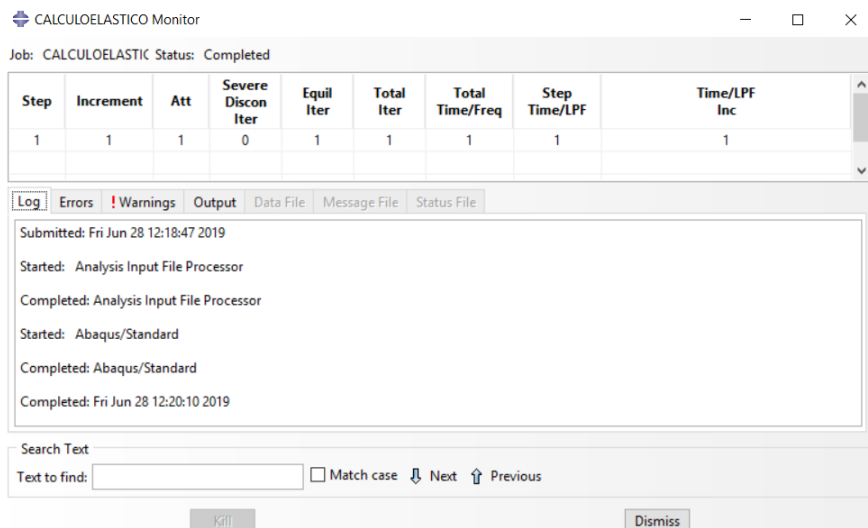 CALCULOELASTICO Monitor
Job: CALCULOELASTIC Status: Completed
Step Increment Att Severe Discon Iter Equil Iter Total Iter Total Time/Freq Step Time/LPF Time/LPF Inc
1 1 1 0 1 1 1 1 1
Log Errors ! Warnings Output Data File Message File Status File
Submitted: Fri Jun 28 12:18:47 2019
Started: Analysis Input File Processor
Completed: Analysis Input File Processor
Started: Abaqus/Standard
Completed: Abaqus/Standard
Completed: Fri Jun 28 12:20:10 2019
Search Text
Text to find: Match case Next Previous
Kill Dismiss